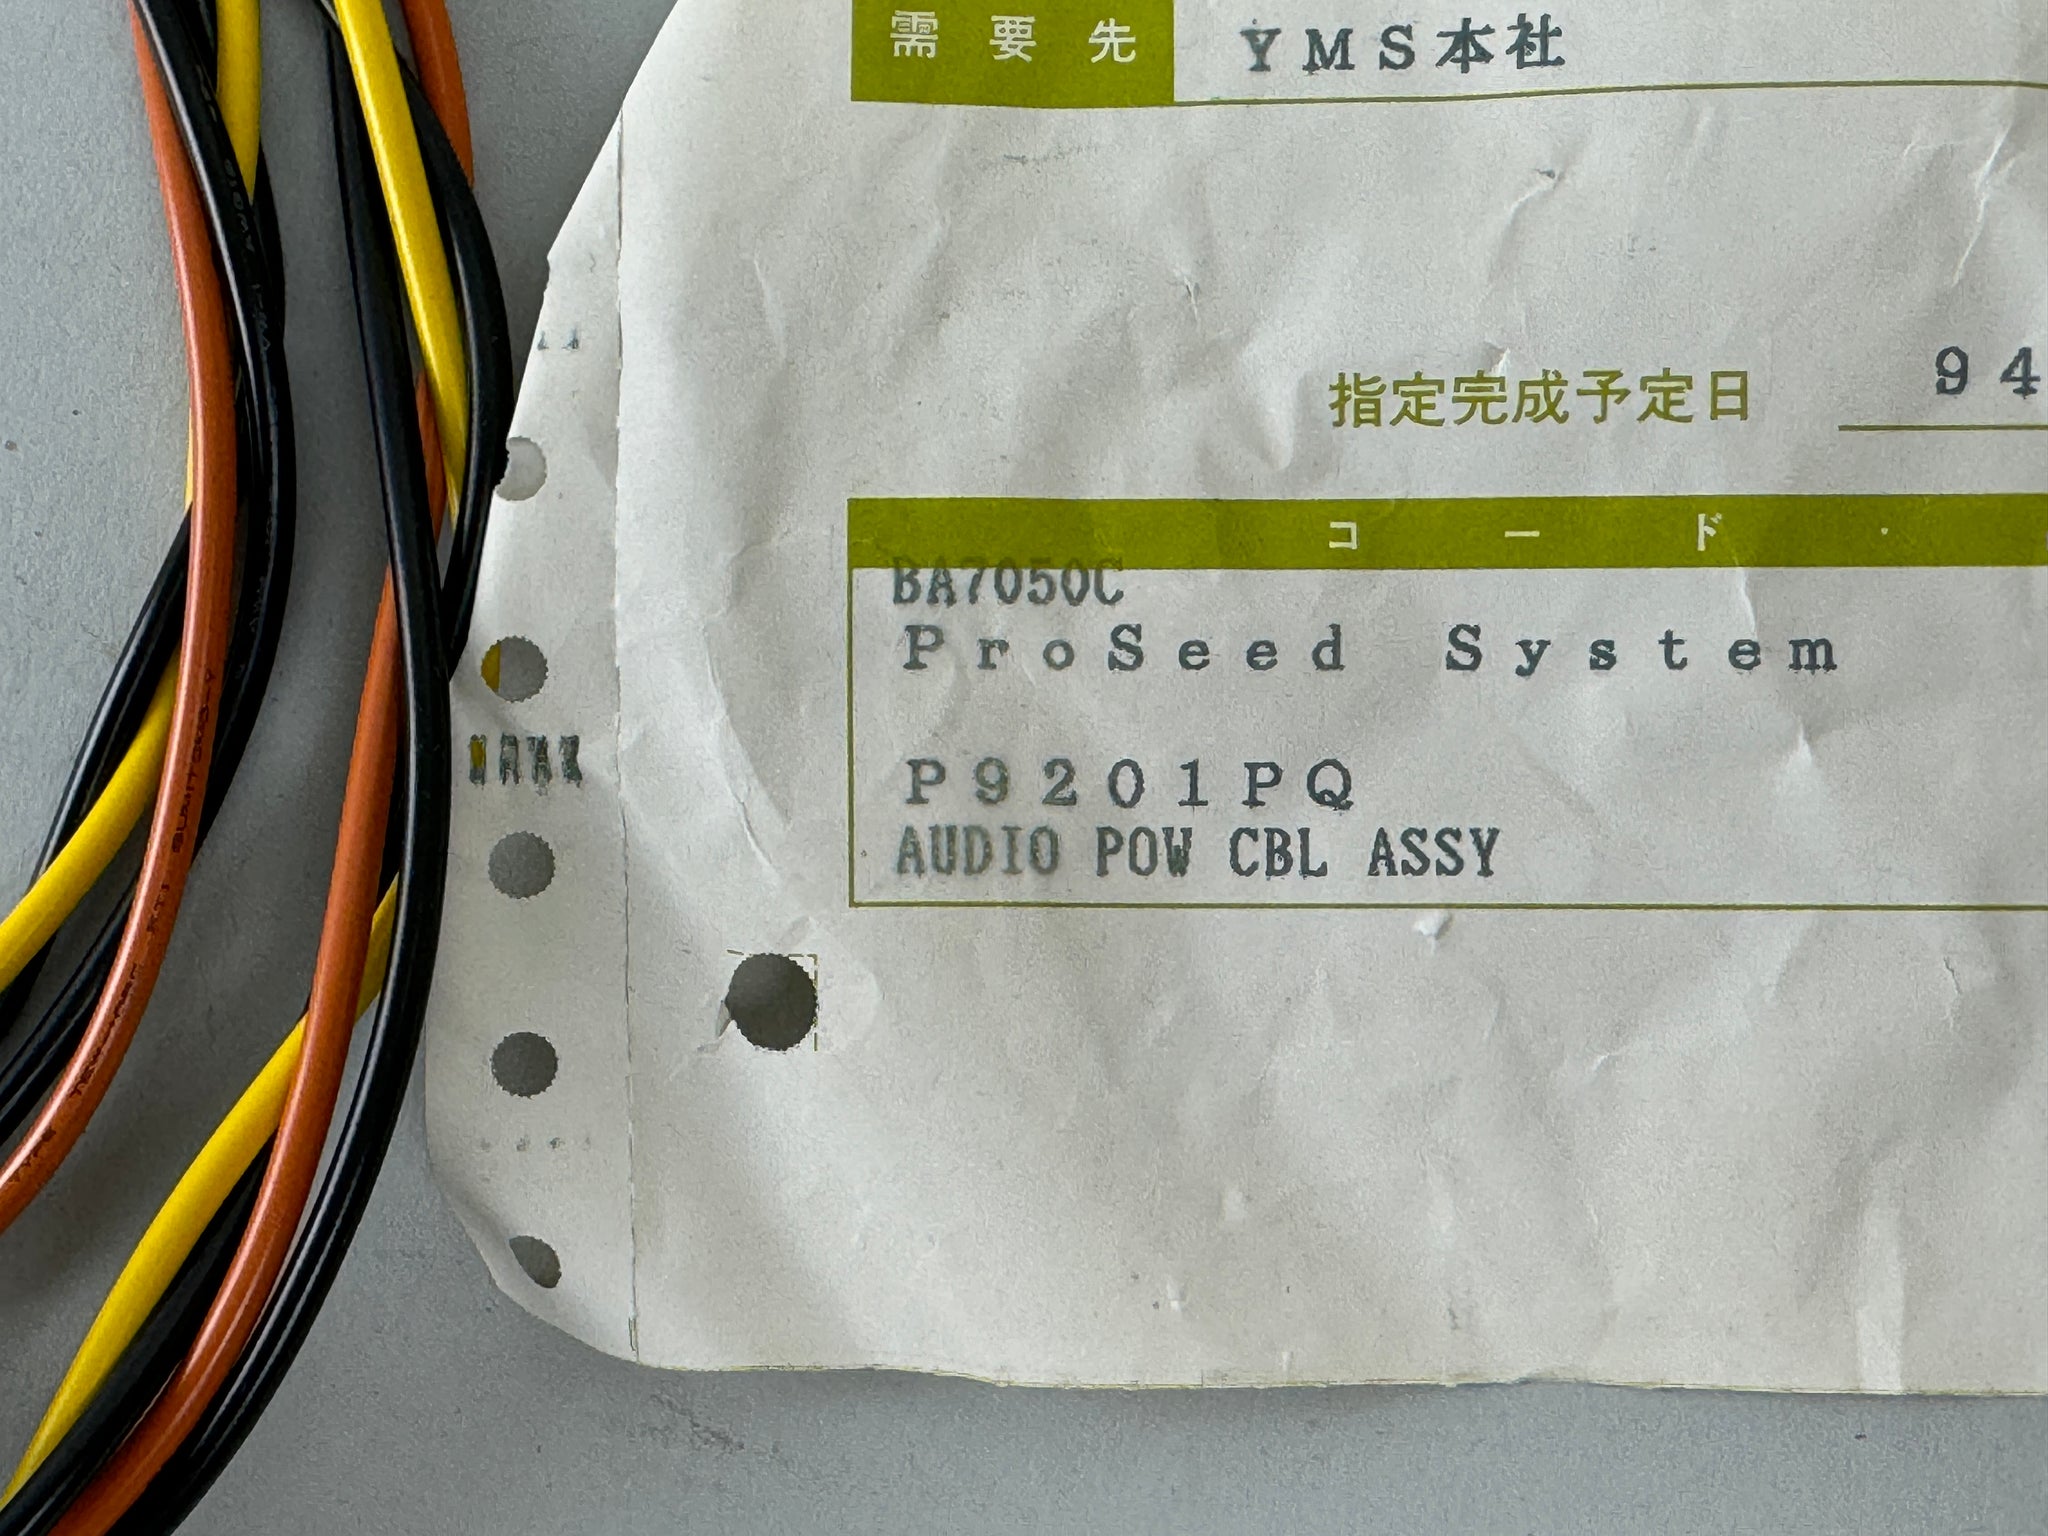 需要先 YMS本社
指定完成予定日 94
コード・
BA7050C
ProSeed System
P9201PQ
AUDIO POW CBL ASSY